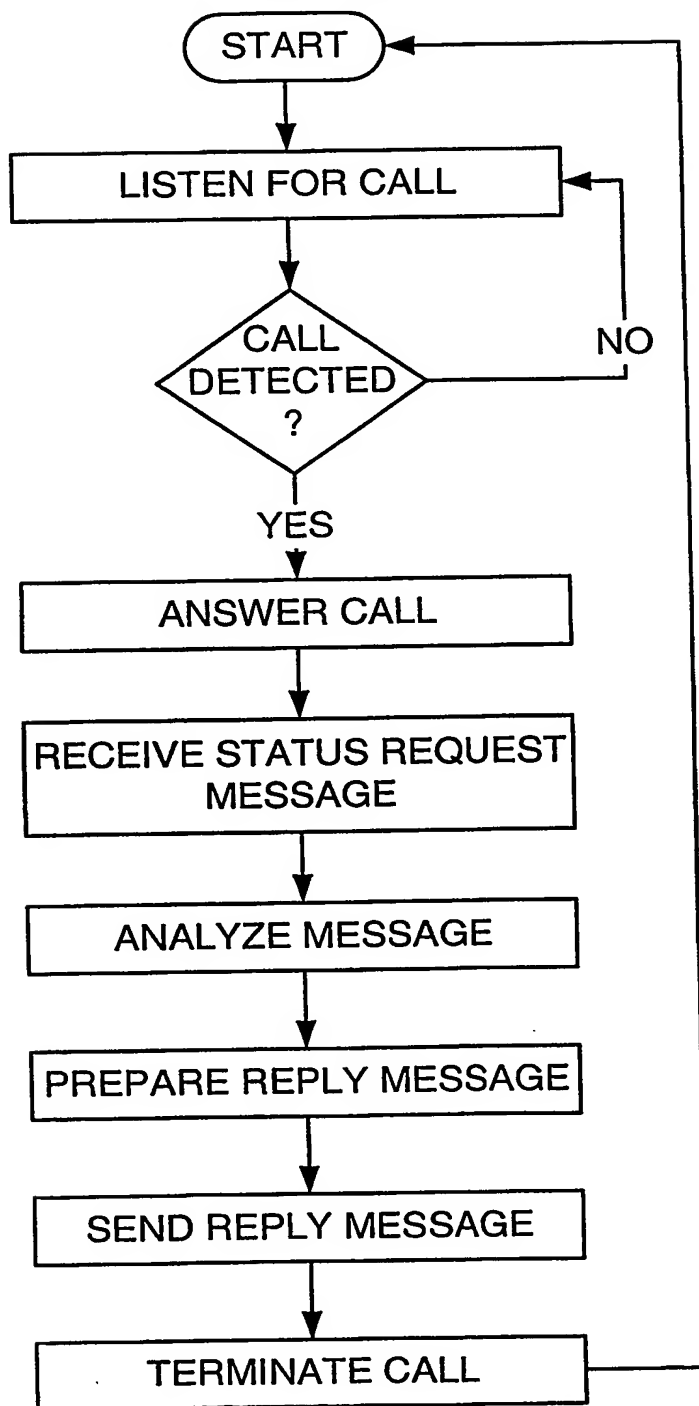 START
LISTEN FOR CALL
CALL
DETECTED
?
NO
YES
ANSWER CALL
RECEIVE STATUS REQUEST
MESSAGE
ANALYZE MESSAGE
PREPARE REPLY MESSAGE
SEND REPLY MESSAGE
TERMINATE CALL